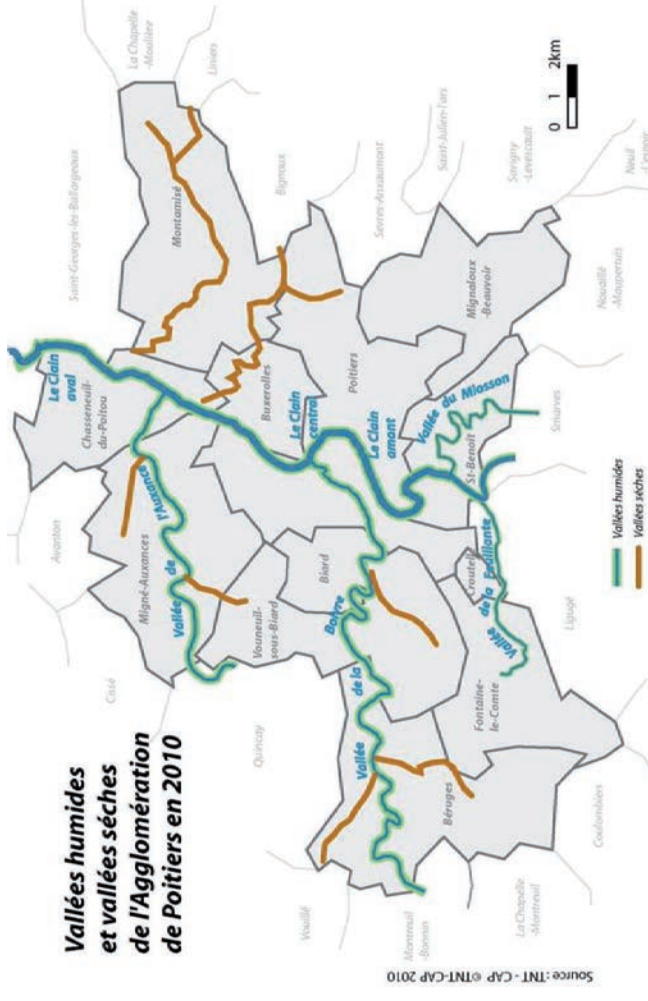 Vallées humides
et vallées séches
de l'Agglomération
de Poitiers en 2010
La Chapelle
-Moulière
Liniers
Saint-Georges-les-Baillargeaux
Montamisé
Bignoux
Sèvres-Anxaumont
Saint-Julien-l'ars
Savigny
-Levescault
Neuil
-L'espoir
Nouaillé
-Maupertuis
Mignaloux
-Beauvoir
Le Clain
aval
Chasseneuil-
du-Poitou
Buxerolles
Poitiers
Le Clain
central
Le Clain
amont
Vallée du Miosson
St-Benoît
Smarves
Avanton
Migné-Auxances
Vallée de l'Auxance
Cissé
Vouneuil-
sous-Biard
Biard
Quinçay
Vallée de la Boivre
Croutelle
Vallée de la Feuillante
Ligugé
Fontaine-
le-Comte
Béruges
Coulombiers
Vouillé
Montreuil
-Bonnin
La Chapelle
-Montreuil
0 1 2km
Vallées humides
Vallées sèches
Source : TNT - CAP ©TNT-CAP 2010